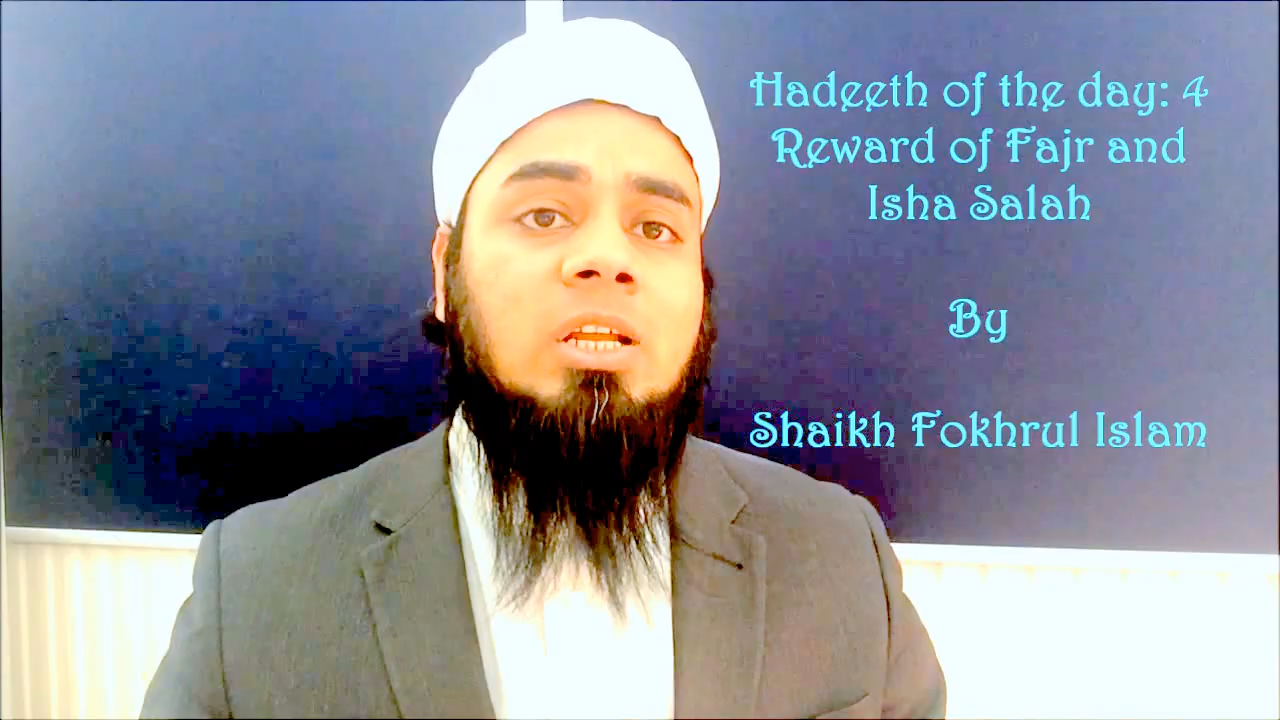 Hadeeth of the day: 4
Reward of Fajr and
Isha Salah
By
Shaikh Fokhrul Islam